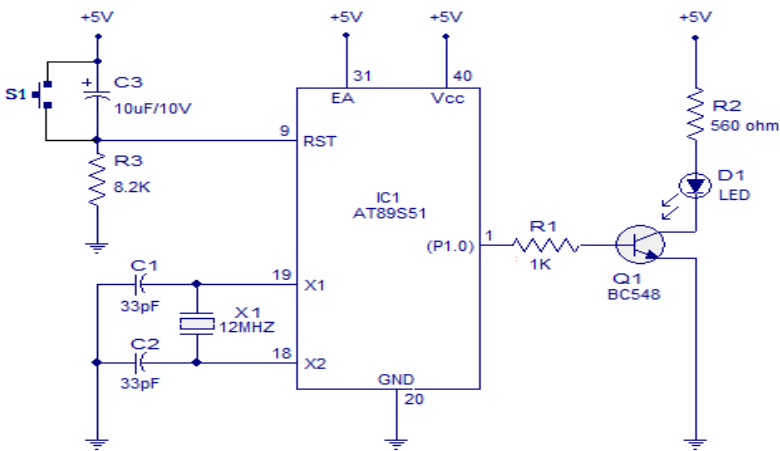 +5V
+5V
+5V
+5V
S1
+
C3
10uF/10V
31
40
EA
Vcc
R2
560 ohm
9
RST
R3
8.2K
D1
LED
IC1
AT89S51
(P1.0)
1
R1
1K
Q1
BC548
C1
33pF
19
X1
X1
12MHZ
C2
33pF
18
X2
GND
20